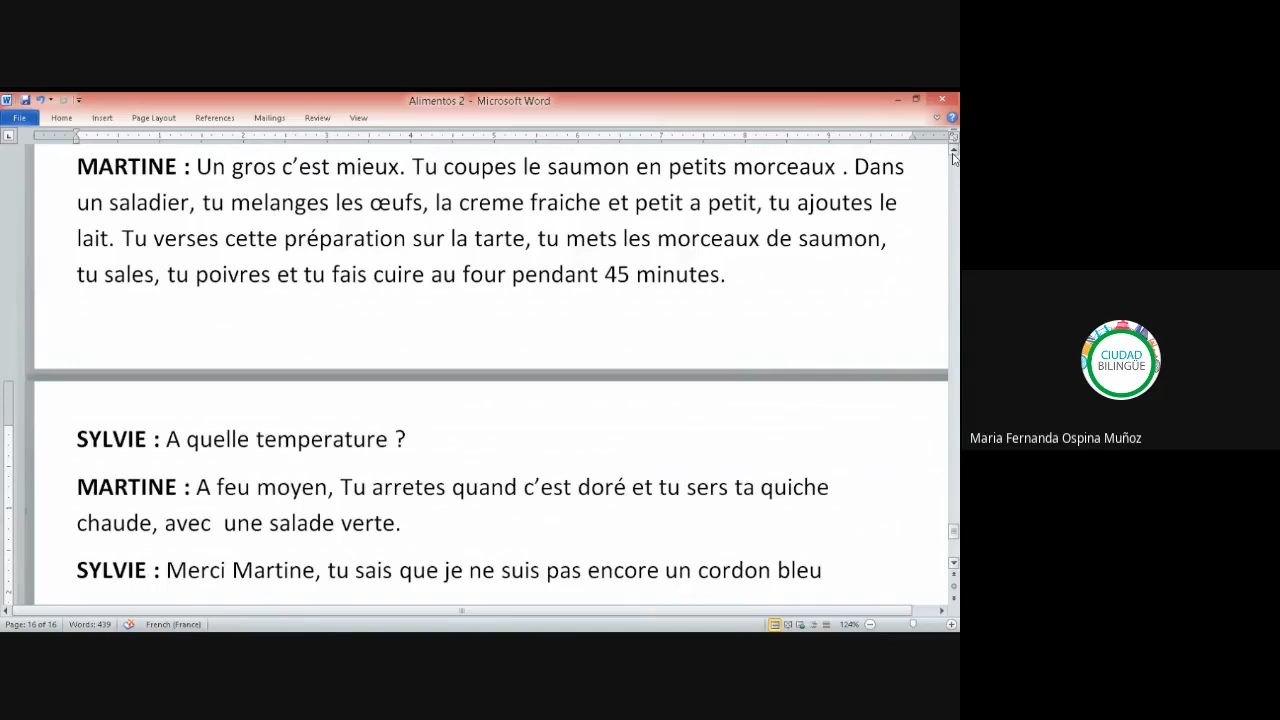 Alimentos 2 - Microsoft Word
File Home Insert Page Layout References Mailings Review View
MARTINE : Un gros c’est mieux. Tu coupes le saumon en petits morceaux . Dans
un saladier, tu melanges les œufs, la creme fraiche et petit a petit, tu ajoutes le
lait. Tu verses cette préparation sur la tarte, tu mets les morceaux de saumon,
tu sales, tu poivres et tu fais cuire au four pendant 45 minutes.
SYLVIE : A quelle temperature ?
MARTINE : A feu moyen, Tu arretes quand c’est doré et tu sers ta quiche
chaude, avec une salade verte.
SYLVIE : Merci Martine, tu sais que je ne suis pas encore un cordon bleu
Page: 16 of 16 Words: 439 French (France) 124%
CIUDAD
BILINGÜE
Maria Fernanda Ospina Muñoz